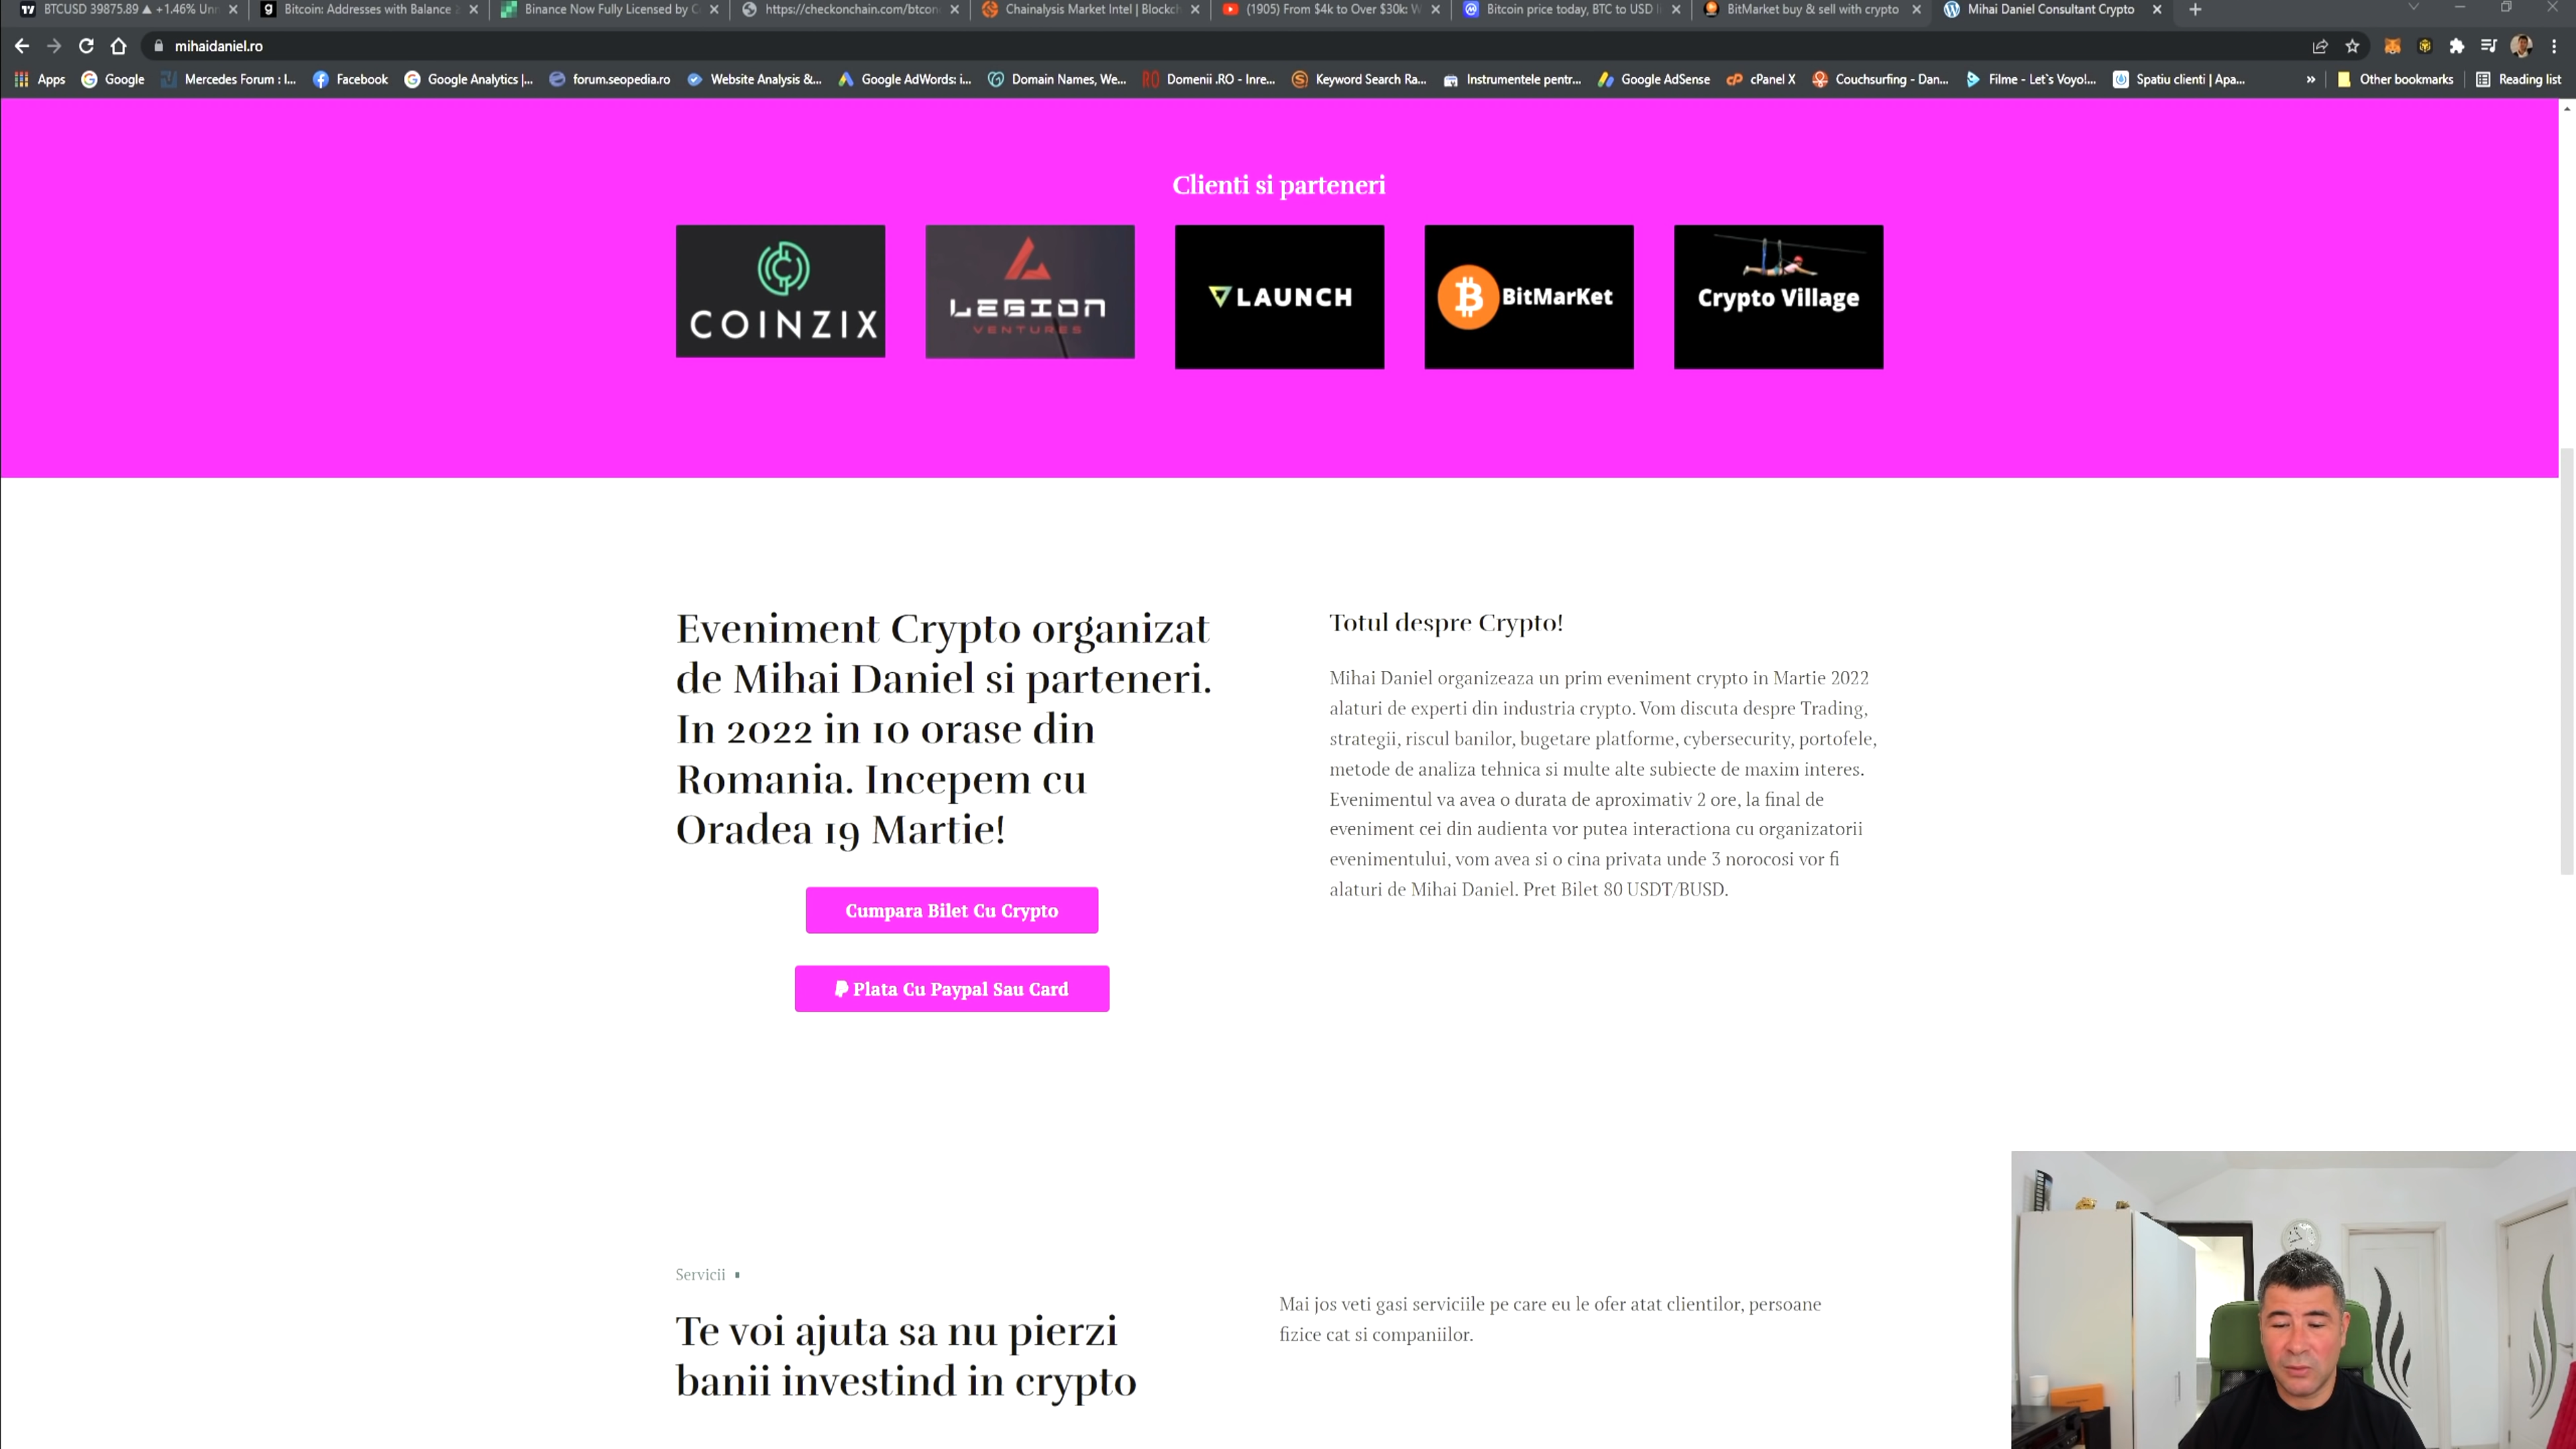 BTCUSD 39875.89 ▲ +1.46%
Bitcoin: Addresses with Balance
Binance Now Fully Licensed by
https://checkonchain.com/btcon
Chainalysis Market Intel | Blockch
(1905) From $4k to Over $30k:
Bitcoin price today, BTC to USD
BitMarket buy & sell with crypto
Mihai Daniel Consultant Crypto
mihaidaniel.ro
Apps
Google
Mercedes Forum : I...
Facebook
Google Analytics |...
forum.seopedia.ro
Website Analysis &...
Google AdWords: i...
Domain Names, We...
RO
Domenii .RO - Inre...
Keyword Search Ra...
Instrumentele pentr...
Google AdSense
cPanel X
Couchsurfing - Dan...
Filme - Let`s Voyo!...
Spatiu clienti | Apa...
»
Other bookmarks
Reading list
Clienti si parteneri
COINZIX
LEGION
VENTURES
LAUNCH
BitMarKet
Crypto Village
Eveniment Crypto organizat
de Mihai Daniel si parteneri.
In 2022 in 10 orase din
Romania. Incepem cu
Oradea 19 Martie!
Cumpara Bilet Cu Crypto
Plata Cu Paypal Sau Card
Totul despre Crypto!
Mihai Daniel organizeaza un prim eveniment crypto in Martie 2022
alaturi de experti din industria crypto. Vom discuta despre Trading,
strategii, riscul banilor, bugetare platforme, cybersecurity, portofele,
metode de analiza tehnica si multe alte subiecte de maxim interes.
Evenimentul va avea o durata de aproximativ 2 ore, la final de
eveniment cei din audienta vor putea interactiona cu organizatorii
evenimentului, vom avea si o cina privata unde 3 norocosi vor fi
alaturi de Mihai Daniel. Pret Bilet 80 USDT/BUSD.
Servicii
Te voi ajuta sa nu pierzi
banii investind in crypto
Mai jos veti gasi serviciile pe care eu le ofer atat clientilor, persoane
fizice cat si companiilor.